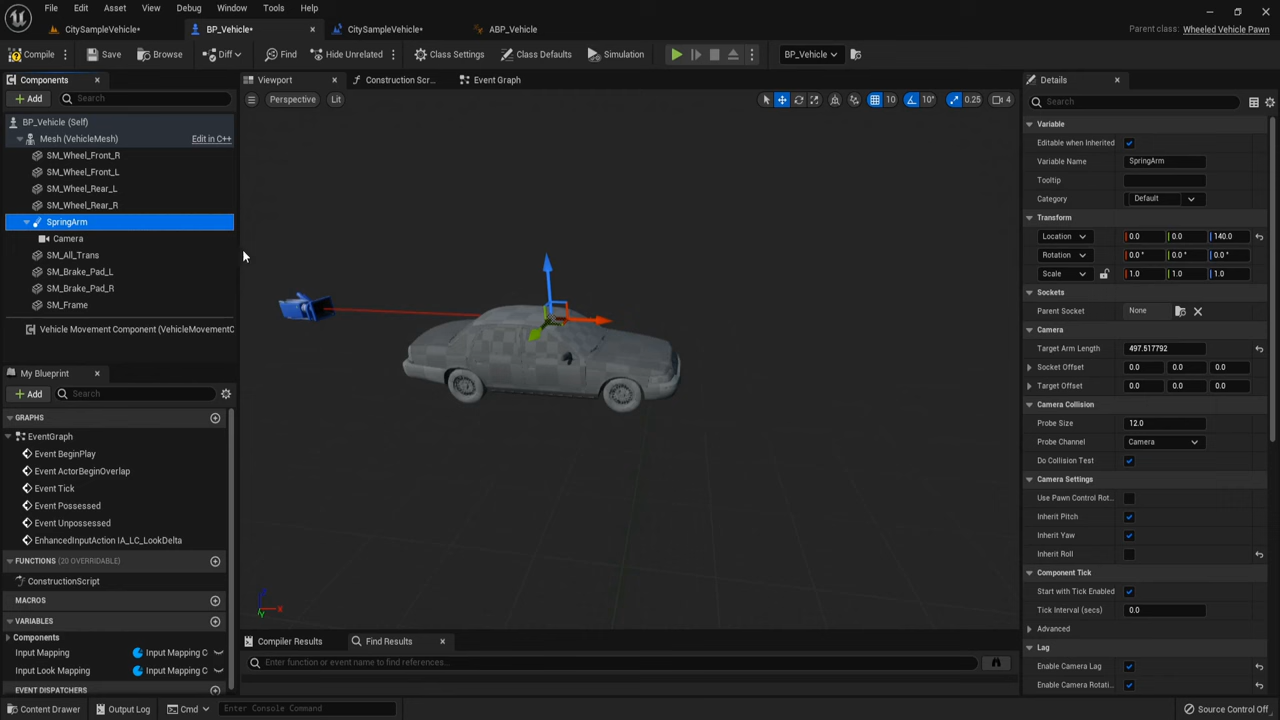 File Edit Asset View Debug Window Tools Help
CitySampleVehicle• BP_Vehicle• CitySampleVehicle• ABP_Vehicle
Parent class: Wheeled Vehicle Pawn
Compile Save Browse Diff Find Hide Unrelated Class Settings Class Defaults Simulation BP_Vehicle
Components
Add Search
BP_Vehicle (Self)
Mesh (VehicleMesh) Edit in C++
SM_Wheel_Front_R
SM_Wheel_Front_L
SM_Wheel_Rear_L
SM_Wheel_Rear_R
SpringArm
Camera
SM_All_Trans
SM_Brake_Pad_L
SM_Brake_Pad_R
SM_Frame
Vehicle Movement Component (VehicleMovementC
My Blueprint
Add Search
GRAPHS
EventGraph
Event BeginPlay
Event ActorBeginOverlap
Event Tick
Event Possessed
Event Unpossessed
EnhancedInputAction IA_LC_LookDelta
FUNCTIONS (20 OVERRIDABLE)
ConstructionScript
MACROS
VARIABLES
Components
Input Mapping Input Mapping C
Input Look Mapping Input Mapping C
EVENT DISPATCHERS
Viewport Construction Scr... Event Graph
Perspective Lit 10 10° 0.25 4
Z
X
Y
Compiler Results Find Results
Enter function or event name to find references...
Details
Search
Variable
Editable when Inherited
Variable Name SpringArm
Tooltip
Category Default
Transform
Location 0.0 0.0 140.0
Rotation 0.0 ° 0.0 ° 0.0 °
Scale 1.0 1.0 1.0
Sockets
Parent Socket None
Camera
Target Arm Length 497.517792
Socket Offset 0.0 0.0 0.0
Target Offset 0.0 0.0 0.0
Camera Collision
Probe Size 12.0
Probe Channel Camera
Do Collision Test
Camera Settings
Use Pawn Control Rot...
Inherit Pitch
Inherit Yaw
Inherit Roll
Component Tick
Start with Tick Enabled
Tick Interval (secs) 0.0
Advanced
Lag
Enable Camera Lag
Enable Camera Rotati...
Content Drawer Output Log Cmd Enter Console Command Source Control Off